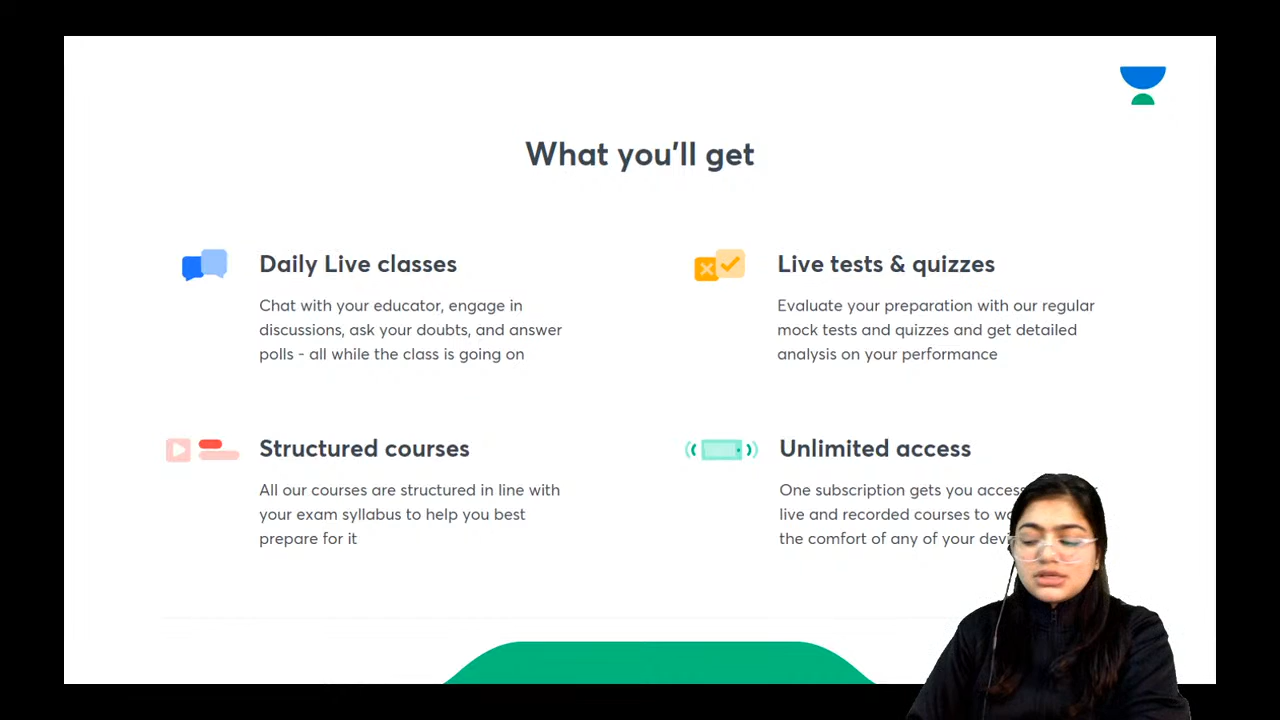 What you'll get
Daily Live classes
Chat with your educator, engage in
discussions, ask your doubts, and answer
polls - all while the class is going on
Live tests & quizzes
Evaluate your preparation with our regular
mock tests and quizzes and get detailed
analysis on your performance
Structured courses
All our courses are structured in line with
your exam syllabus to help you best
prepare for it
Unlimited access
One subscription gets you access
live and recorded courses to
the comfort of any of your